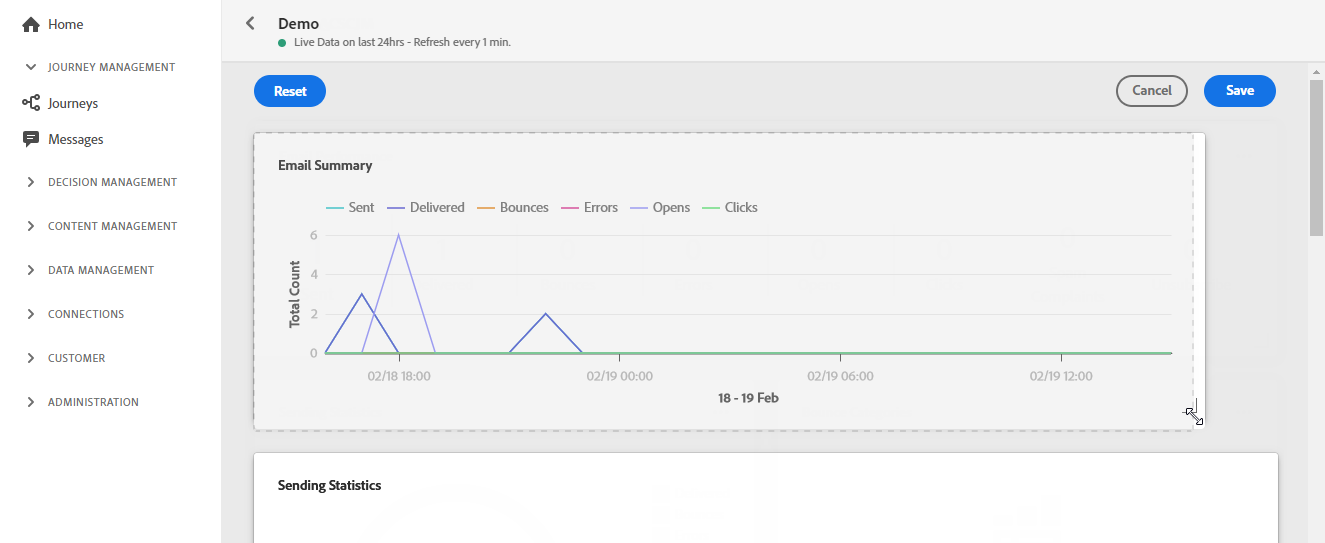 Home
JOURNEY MANAGEMENT
Journeys
Messages
DECISION MANAGEMENT
CONTENT MANAGEMENT
DATA MANAGEMENT
CONNECTIONS
CUSTOMER
ADMINISTRATION
Demo
Live Data on last 24hrs - Refresh every 1 min.
Reset
Cancel
Save
Email Summary
Sent Delivered Bounces Errors Opens Clicks
Total Count
6
4
2
0
02/18 18:00 02/19 00:00 02/19 06:00 02/19 12:00
18 - 19 Feb
Sending Statistics